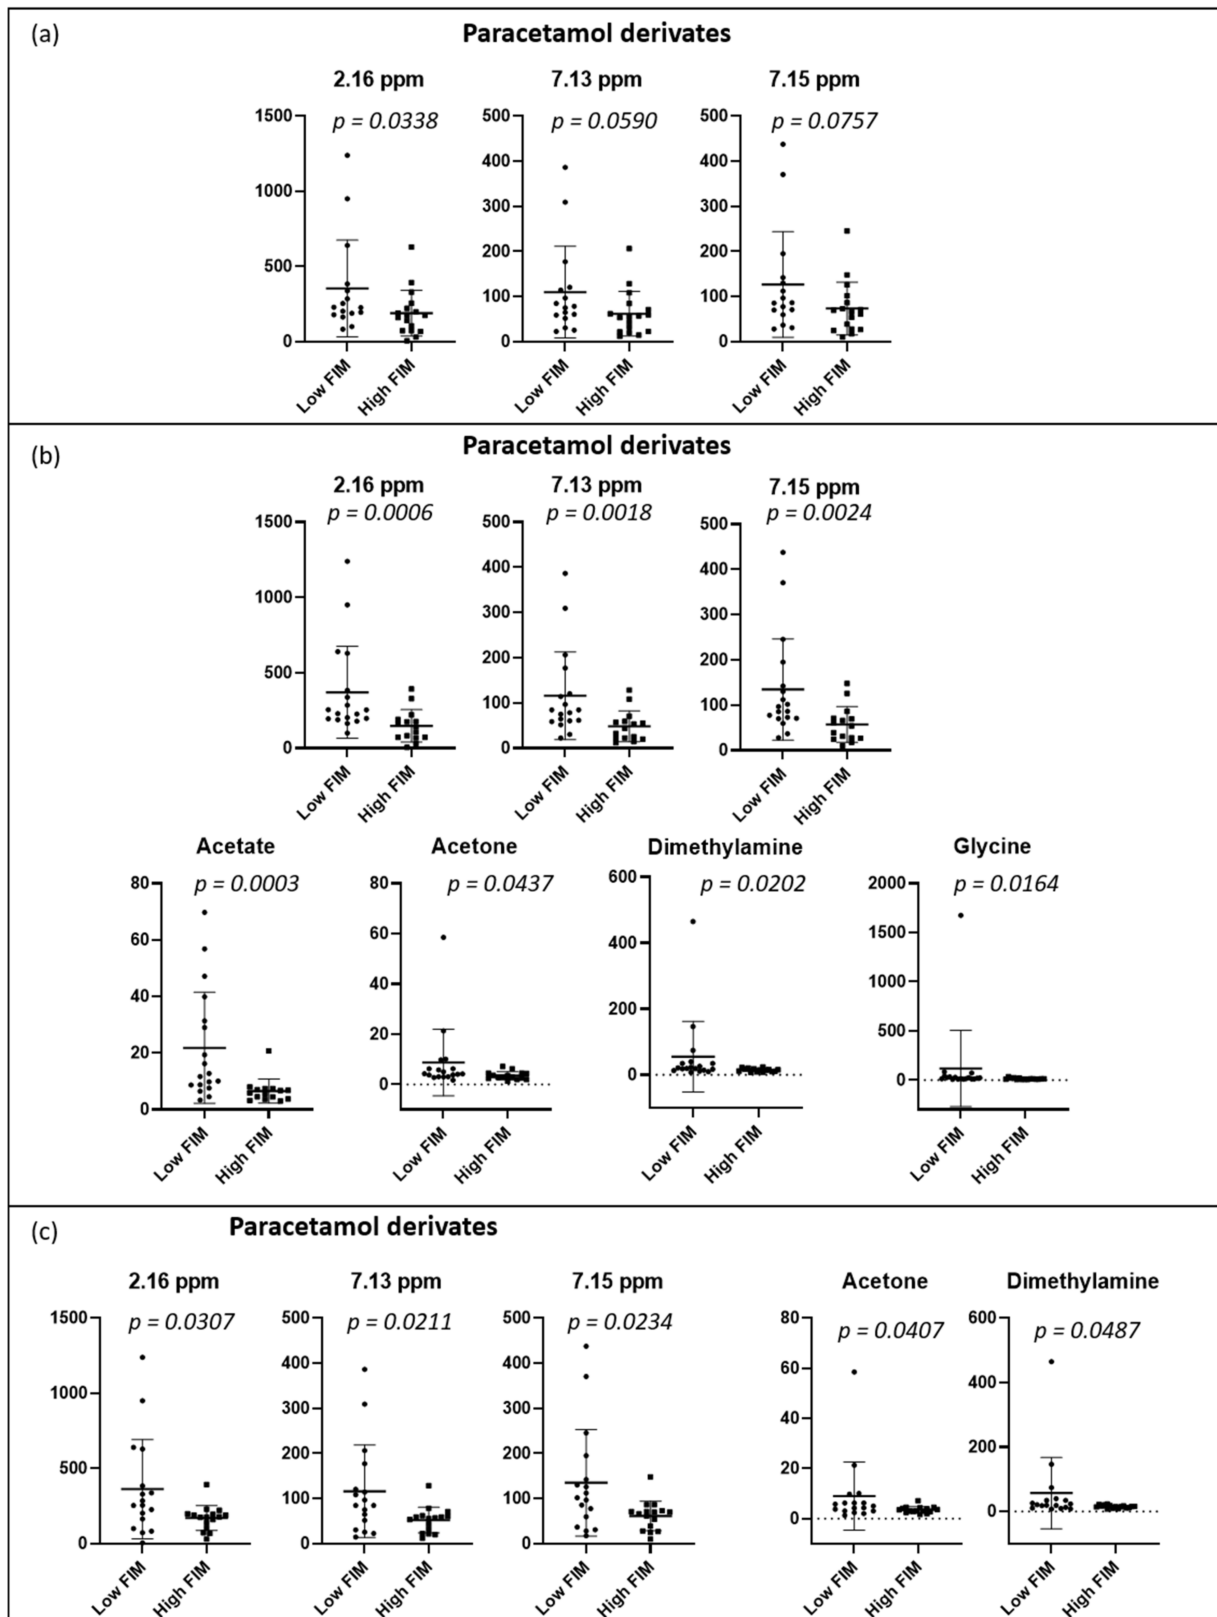 (a)
Paracetamol derivates
2.16 ppm 7.13 ppm 7.15 ppm
p = 0.0338 p = 0.0590 p = 0.0757
1500 500 500
400 400
1000
300 300
200 200
500
100 100
0 0 0
Low FIM High FIM Low FIM High FIM Low FIM High FIM
(b)
Paracetamol derivates
2.16 ppm 7.13 ppm 7.15 ppm
p = 0.0006 p = 0.0018 p = 0.0024
1500 500 500
400 400
1000
300 300
200 200
500
100 100
0 0 0
Low FIM High FIM Low FIM High FIM Low FIM High FIM
Acetate Acetone Dimethylamine Glycine
p = 0.0003 p = 0.0437 p = 0.0202 p = 0.0164
80 80 600 2000
60 60 400 1500
40 40 1000
20 20 200 500
0 0 0 0
Low FIM High FIM Low FIM High FIM Low FIM High FIM Low FIM High FIM
(c)
Paracetamol derivates
2.16 ppm 7.13 ppm 7.15 ppm Acetone Dimethylamine
p = 0.0307 p = 0.0211 p = 0.0234 p = 0.0407 p = 0.0487
1500 500 500 80 600
400 400 60 400
1000
300 300 40
200 200 20 200
500
100 100 0 0
0 0 0
Low FIM High FIM Low FIM High FIM Low FIM High FIM Low FIM High FIM Low FIM High FIM